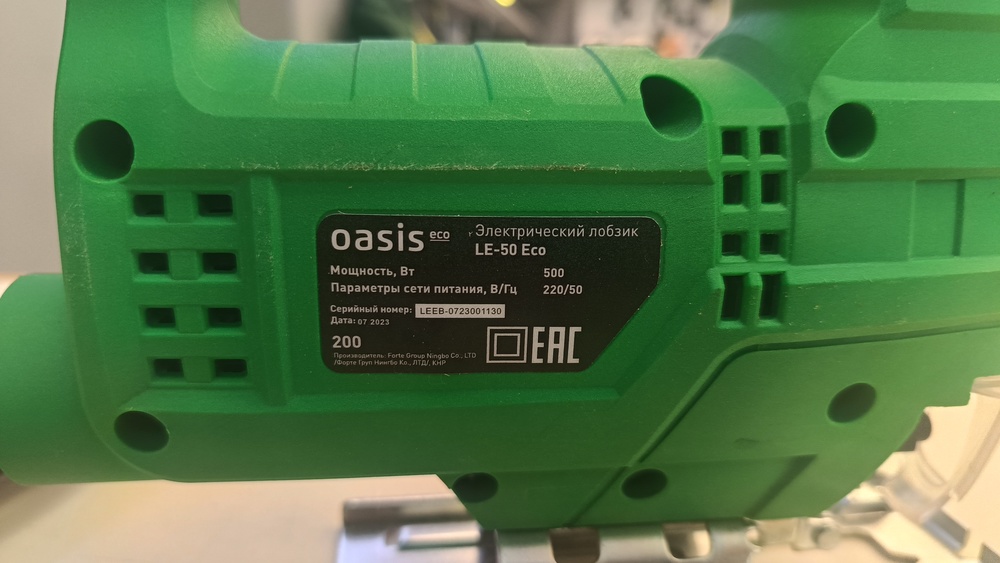 oasis eco
Электрический лобзик
LE-50 Eco
Мощность, Вт 500
Параметры сети питания, В/Гц 220/50
Серийный номер: LEEB-0723001130
Дата: 07 2023
200
EAC
Производитель: Forte Group Ningbo Co., LTD
/Форте Груп Нингбо Ко., ЛТД/, КНР